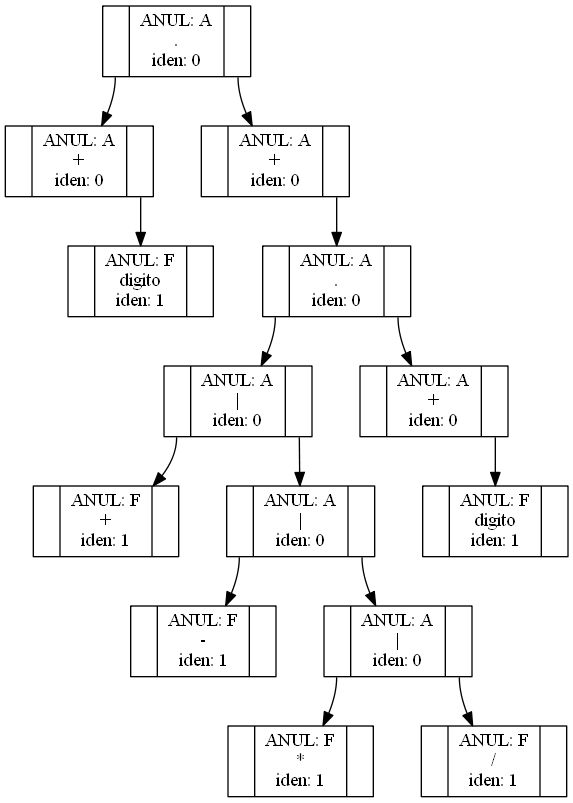 ANUL: A
.
iden: 0
ANUL: A
+
iden: 0
ANUL: A
+
iden: 0
ANUL: F
digito
iden: 1
ANUL: A
.
iden: 0
ANUL: A
|
iden: 0
ANUL: A
+
iden: 0
ANUL: F
+
iden: 1
ANUL: A
|
iden: 0
ANUL: F
digito
iden: 1
ANUL: F
-
iden: 1
ANUL: A
|
iden: 0
ANUL: F
*
iden: 1
ANUL: F
/
iden: 1